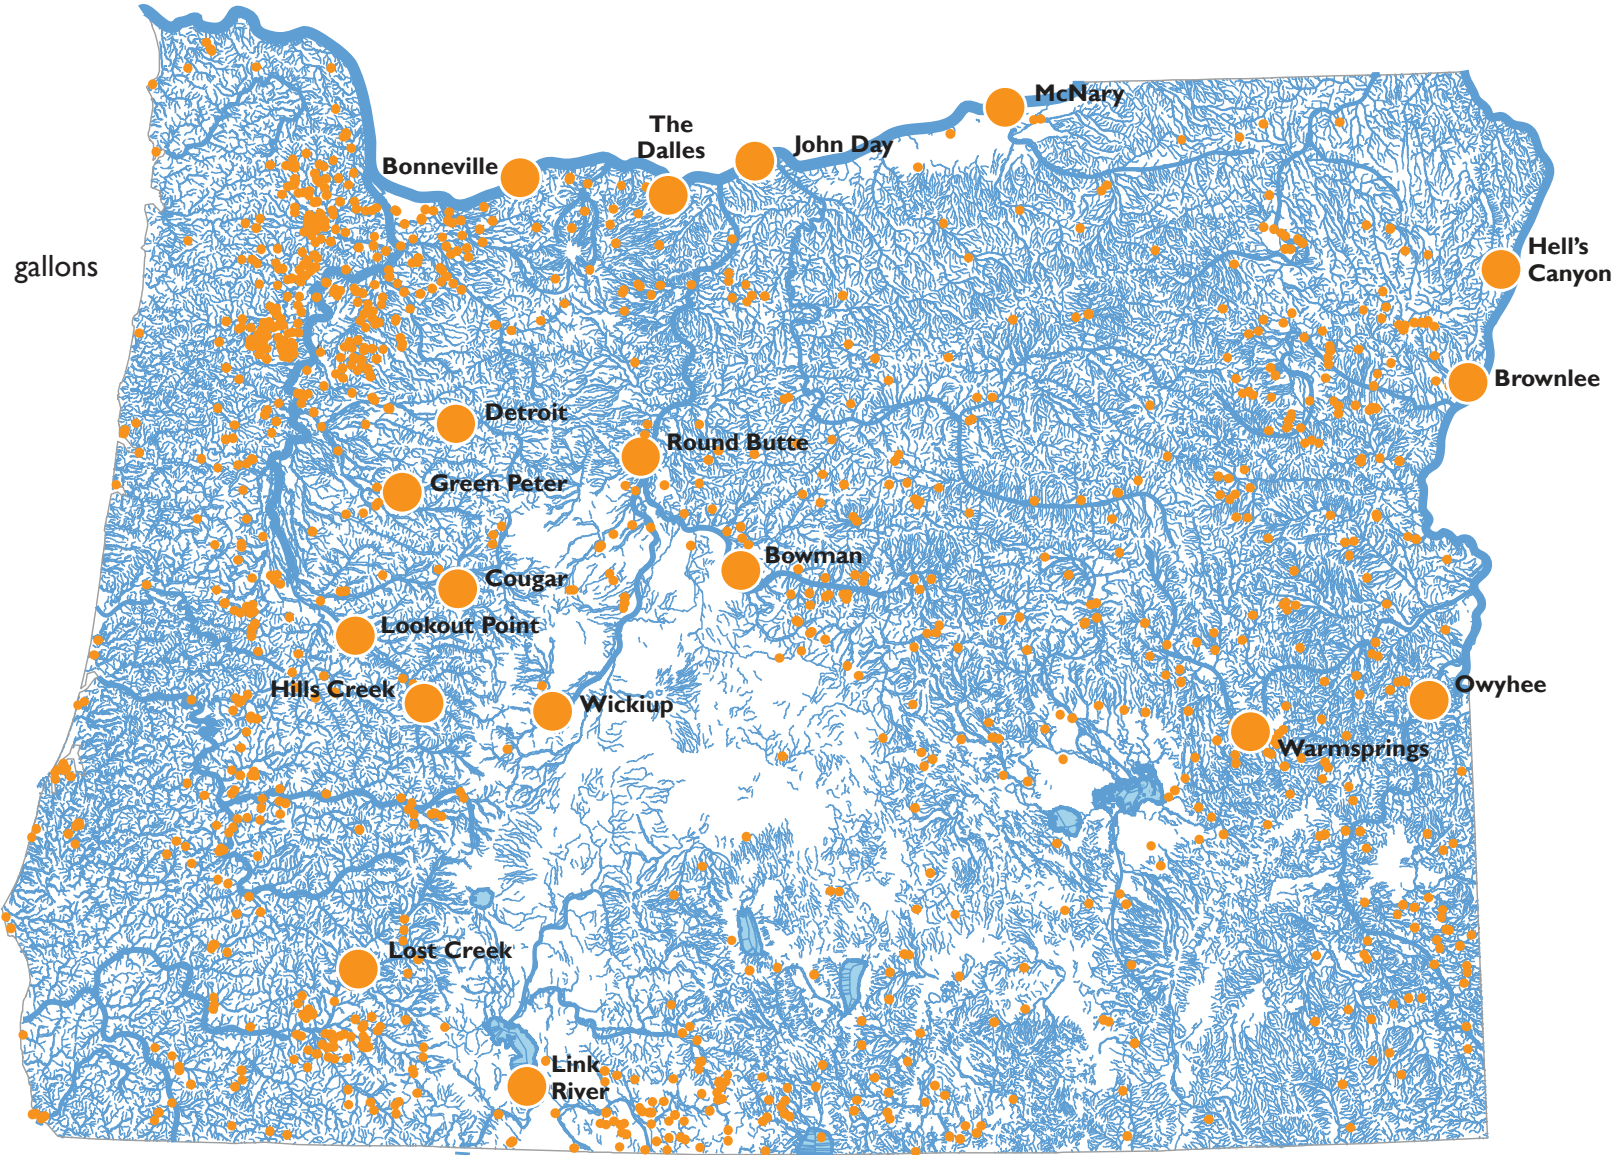 McNary
The
Dalles
John Day
Bonneville
Hell's
Canyon
gallons
Brownlee
Detroit
Round Butte
Green Peter
Bowman
Cougar
Lookout Point
Hills Creek
Wickiup
Owyhee
Warmsprings
Lost Creek
Link
River